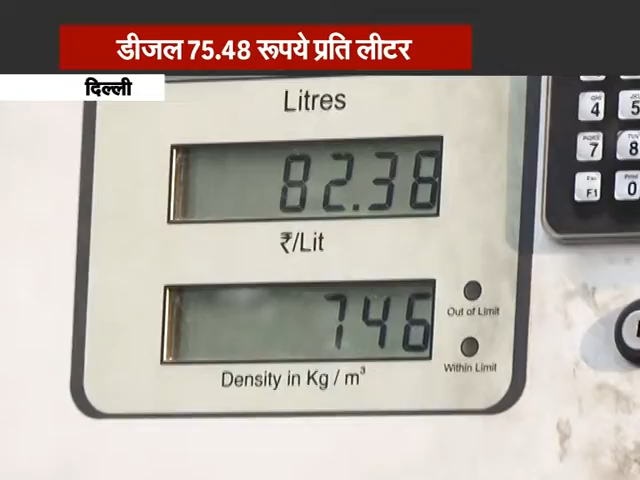 डीजल 75.48 रूपये प्रति लीटर
दिल्ली
Litres
82.38
₹/Lit
746
Out of Limit
Within Limit
Density in Kg / m³
4 5
7 8
F1 0